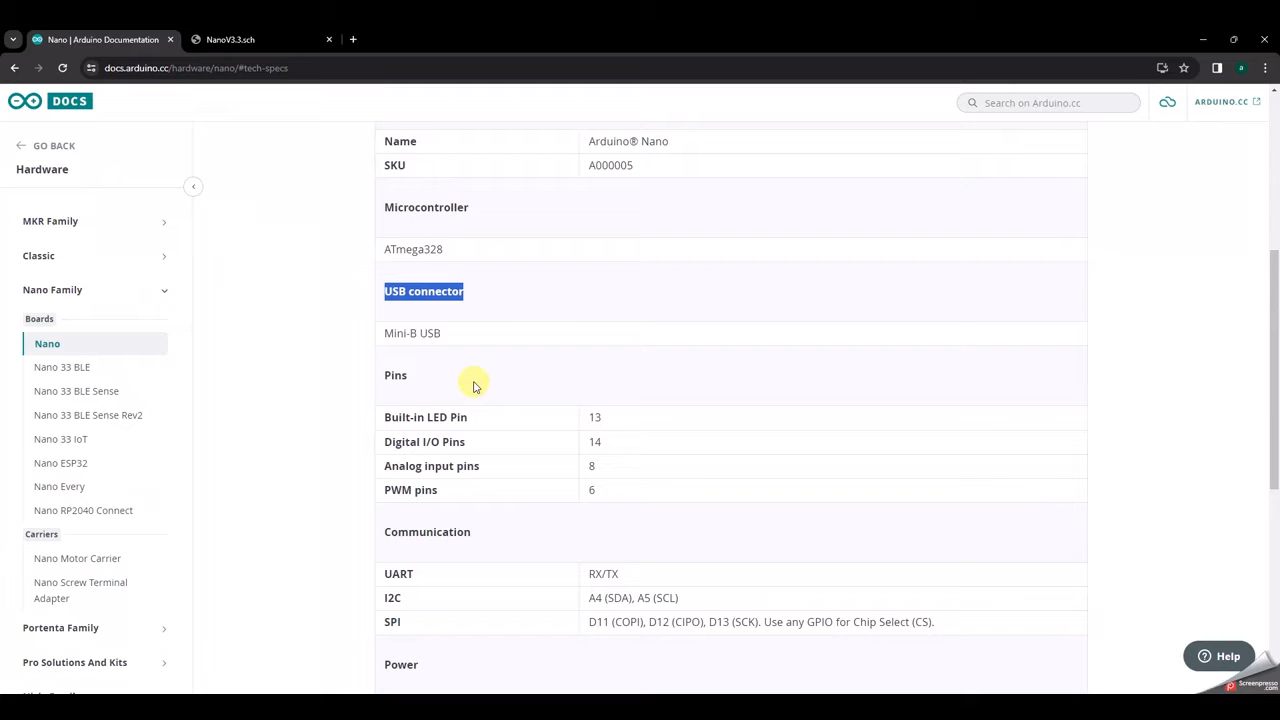 Nano | Arduino Documentation
NanoV3.3.sch
docs.arduino.cc/hardware/nano/#tech-specs
a
DOCS
Search on Arduino.cc
ARDUINO.CC
GO BACK
Hardware
MKR Family
Classic
Nano Family
Boards
Nano
Nano 33 BLE
Nano 33 BLE Sense
Nano 33 BLE Sense Rev2
Nano 33 IoT
Nano ESP32
Nano Every
Nano RP2040 Connect
Carriers
Nano Motor Carrier
Nano Screw Terminal
Adapter
Portenta Family
Pro Solutions And Kits
Name Arduino® Nano
SKU A000005
Microcontroller
ATmega328
USB connector
Mini-B USB
Pins
Built-in LED Pin 13
Digital I/O Pins 14
Analog input pins 8
PWM pins 6
Communication
UART RX/TX
I2C A4 (SDA), A5 (SCL)
SPI D11 (COPI), D12 (CIPO), D13 (SCK). Use any GPIO for Chip Select (CS).
Power
Help
Screenpresso
.com